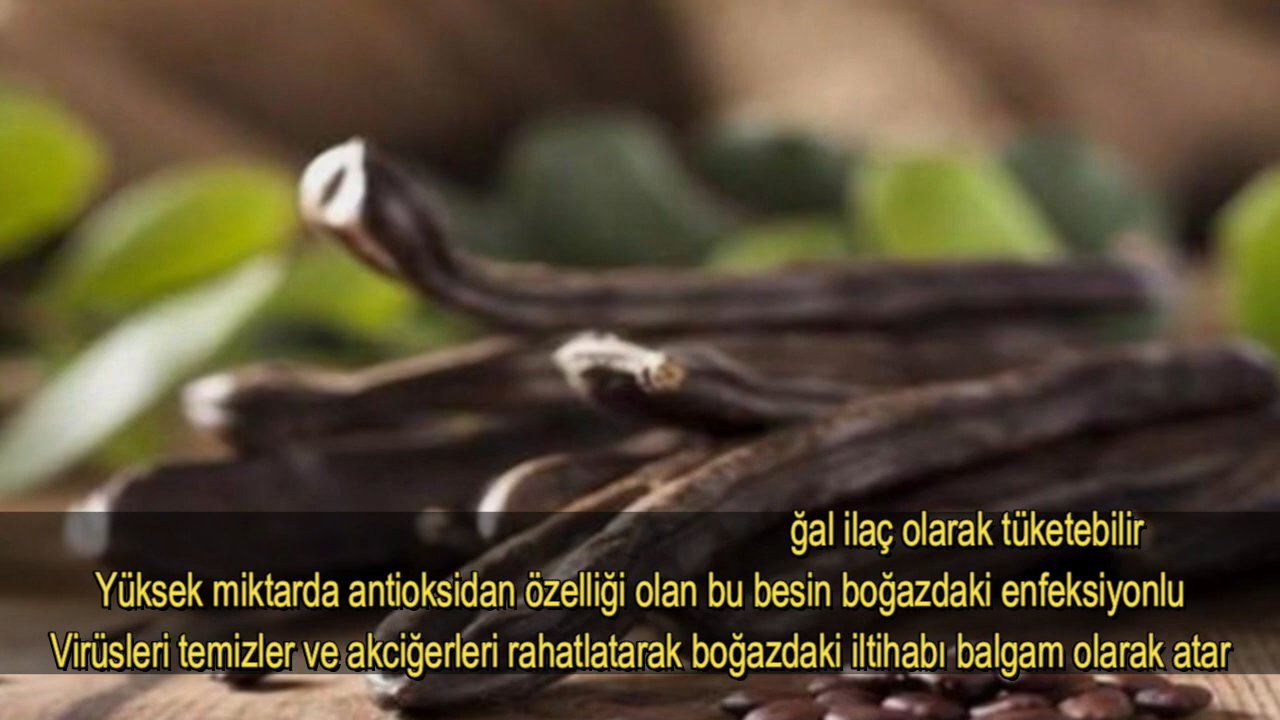 ğal ilaç olarak tüketebilir
Yüksek miktarda antioksidan özelliği olan bu besin boğazdaki enfeksiyonlu
Virüsleri temizler ve akciğerleri rahatlatarak boğazdaki iltihabı balgam olarak atar